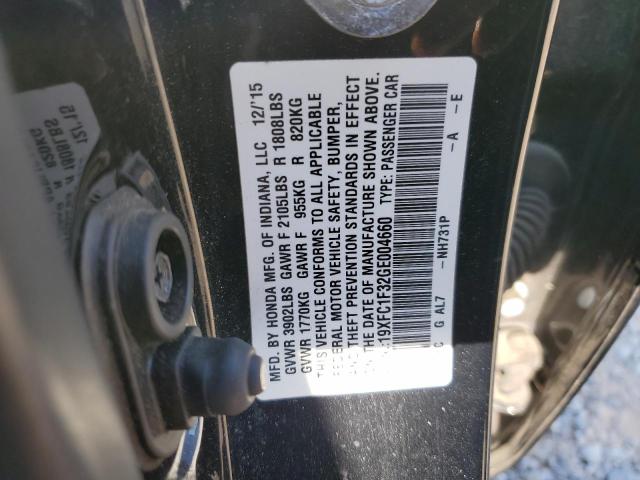 MFD. BY HONDA MFG. OF INDIANA, LLC 12/'15
GVWR 3902LBS GAWR F 2105LBS R 1808LBS
GVWR 1770KG GAWR F 955KG R 820KG
THIS VEHICLE CONFORMS TO ALL APPLICABLE
FEDERAL MOTOR VEHICLE SAFETY, BUMPER,
AND THEFT PREVENTION STANDARDS IN EFFECT
ON THE DATE OF MANUFACTURE SHOWN ABOVE.
19XFC1F32GE004660 TYPE: PASSENGER CAR
C G AL7 -NH731P -A -E